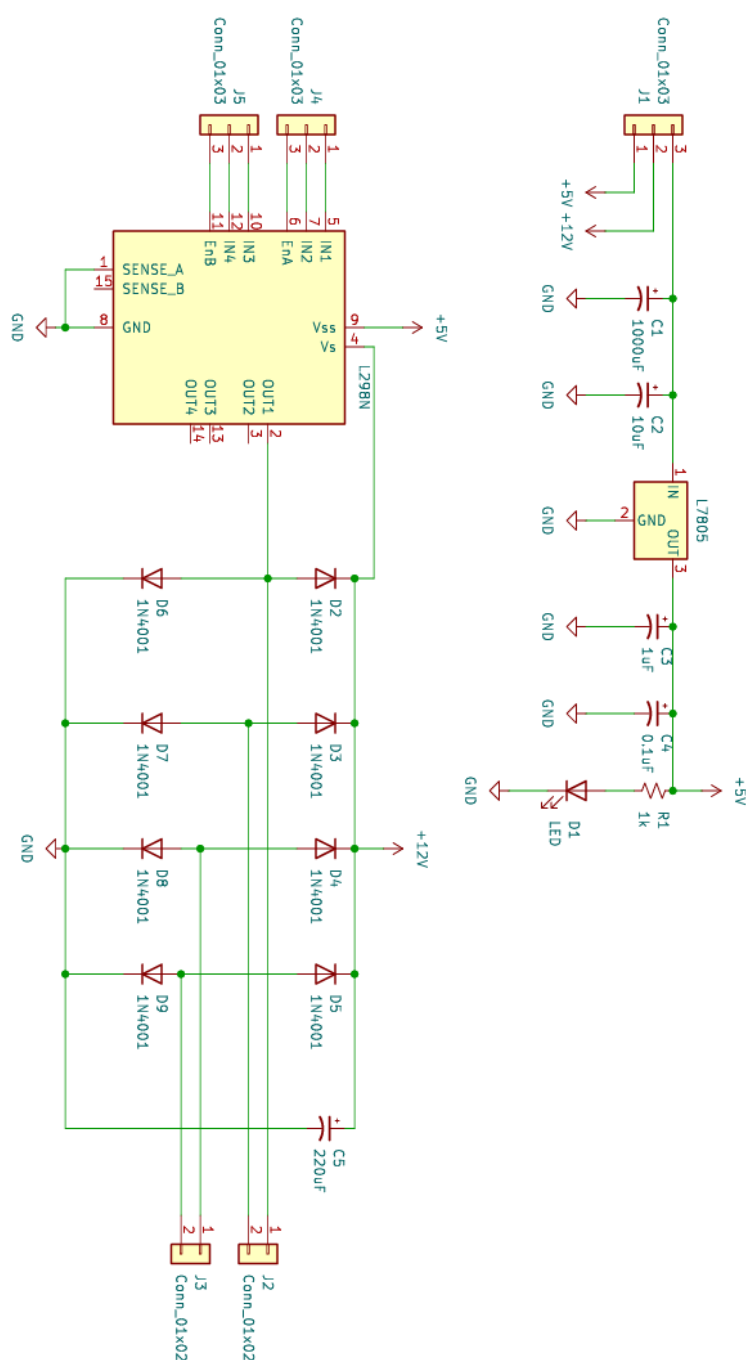 J1
Conn_01x03
3
2
1
+5V
+12V
GND
C1
1000uF
+
GND
C2
10uF
+
GND
L7805
1
IN
2
GND
OUT
3
GND
C3
1uF
+
GND
C4
0.1uF
+
+5V
R1
1k
D1
LED
GND
J4
Conn_01x03
1
2
3
J5
Conn_01x03
1
2
3
5
7
6
10
12
11
IN1
IN2
EnA
IN3
IN4
EnB
1
SENSE_A
15
SENSE_B
8
GND
GND
9
Vss
4
Vs
+5V
L298N
OUT1
OUT2
OUT3
OUT4
2
3
13
14
D2
1N4001
D6
1N4001
D3
1N4001
D7
1N4001
D4
1N4001
D8
1N4001
+12V
GND
D5
1N4001
D9
1N4001
C5
220uF
+
1
2
J2
Conn_01x02
1
2
J3
Conn_01x02